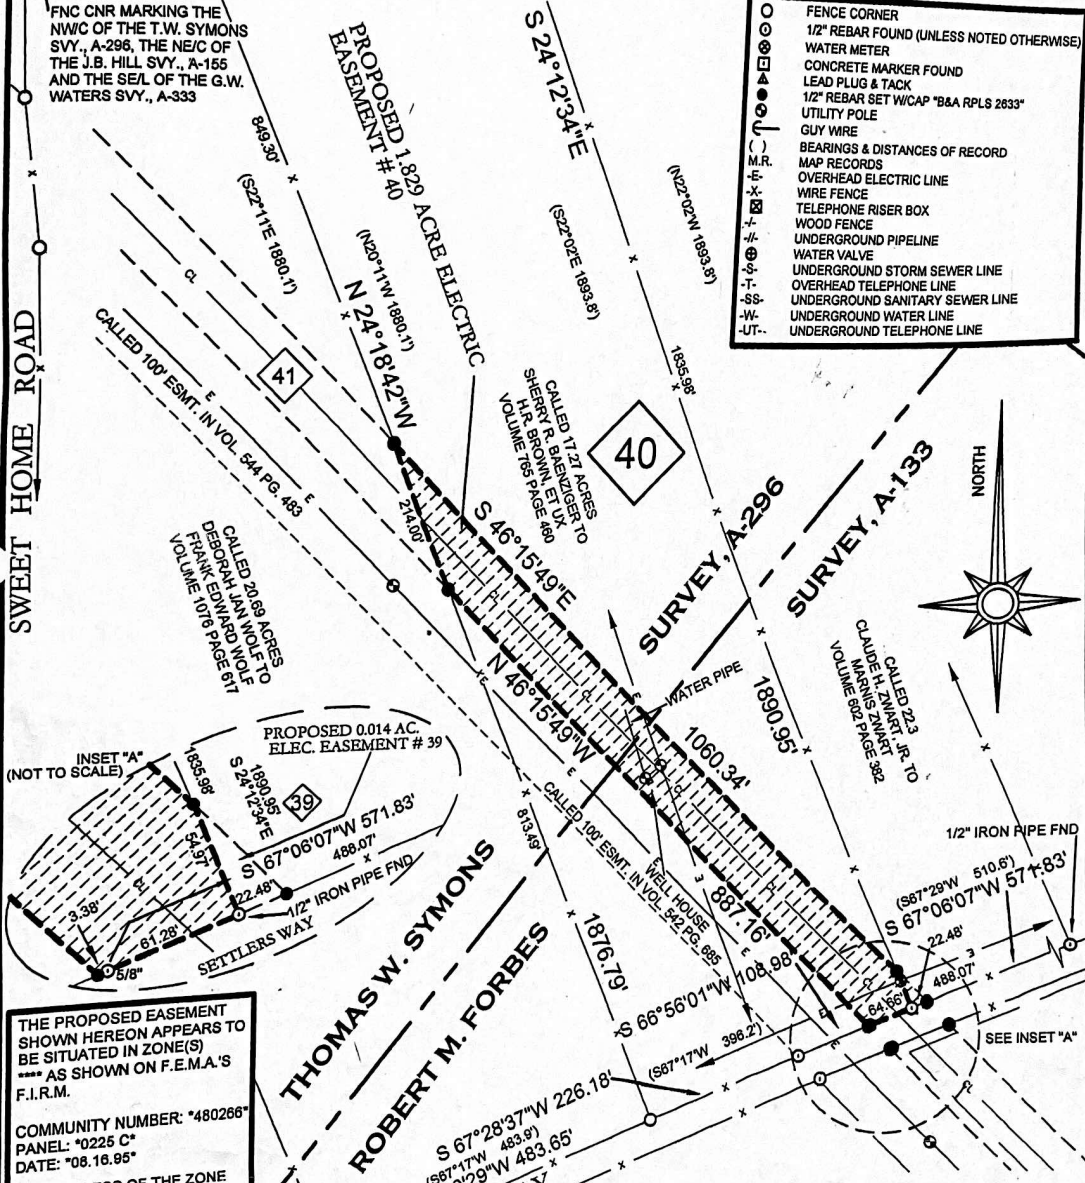 FNC CNR MARKING THE
NW/C OF THE T.W. SYMONS
SVY., A-296, THE NE/C OF
THE J.B. HILL SVY., A-155
AND THE SE/L OF THE G.W.
WATERS SVY., A-333
FENCE CORNER
1/2" REBAR FOUND (UNLESS NOTED OTHERWISE)
WATER METER
CONCRETE MARKER FOUND
LEAD PLUG & TACK
1/2" REBAR SET W/CAP "B&A RPLS 2633"
UTILITY POLE
GUY WIRE
( ) BEARINGS & DISTANCES OF RECORD
M.R. MAP RECORDS
-E- OVERHEAD ELECTRIC LINE
-X- WIRE FENCE
TELEPHONE RISER BOX
-/- WOOD FENCE
-//- UNDERGROUND PIPELINE
WATER VALVE
-S- UNDERGROUND STORM SEWER LINE
-T- OVERHEAD TELEPHONE LINE
-SS- UNDERGROUND SANITARY SEWER LINE
-W- UNDERGROUND WATER LINE
-UT-- UNDERGROUND TELEPHONE LINE
SWEET HOME ROAD
849.30'
(S22°11'E 1880.1')
PROPOSED 1.829 ACRE ELECTRIC
EASEMENT # 40
(N20°11'W 1880.1')
N 24°18'42"W
S 24°12'34"E
(S22°02'E 1893.8')
(N22°02'W 1893.8')
1835.98'
CL
E
41
CALLED 100' ESMT. IN VOL. 544 PG. 483
E
214.00'
CALLED 17.27 ACRES
SHERRY R. BAENZIGER TO
H.R. BROWN, ET UX
VOLUME 765 PAGE 460
40
SURVEY, A-296
SURVEY, A-133
NORTH
CALLED 20.69 ACRES
DEBORAH JAN WOLF TO
FRANK EDWARD WOLF
VOLUME 1076 PAGE 617
S 46°15'49"E
CL
N 46°15'49"W
WATER PIPE
1060.34'
1890.95'
CALLED 22.3
CLAUDE H. ZWART, JR. TO
MARNIS ZWART
VOLUME 602 PAGE 382
INSET "A"
(NOT TO SCALE)
PROPOSED 0.014 AC.
ELEC. EASEMENT # 39
1835.98'
1890.95'
S 24°12'34"E
39
54.97'
S 67°06'07"W 571.83'
488.07'
22.48'
1/2" IRON PIPE FND
CL
3.38'
61.28'
5/8"
SETTLERS WAY
813.49'
CALLED 100' ESMT. IN VOL. 542 PG. 685
WELL HOUSE
887.16'
1/2" IRON PIPE FND
(S67°29'W 510.6')
S 67°06'07"W 571.83'
22.48'
488.07'
64.66'
SEE INSET "A"
1876.79'
S 66°56'01"W 108.98'
(S67°17'W 396.2')
THOMAS W. SYMONS
ROBERT M. FORBES
S 67°28'37"W 226.18'
(S67°17'W 483.9')
29"W 483.65'
THE PROPOSED EASEMENT
SHOWN HEREON APPEARS TO
BE SITUATED IN ZONE(S)
**** AS SHOWN ON F.E.M.A.'S
F.I.R.M.
COMMUNITY NUMBER: *480266*
PANEL: *0225 C*
DATE: *08.16.95*
OF THE ZONE